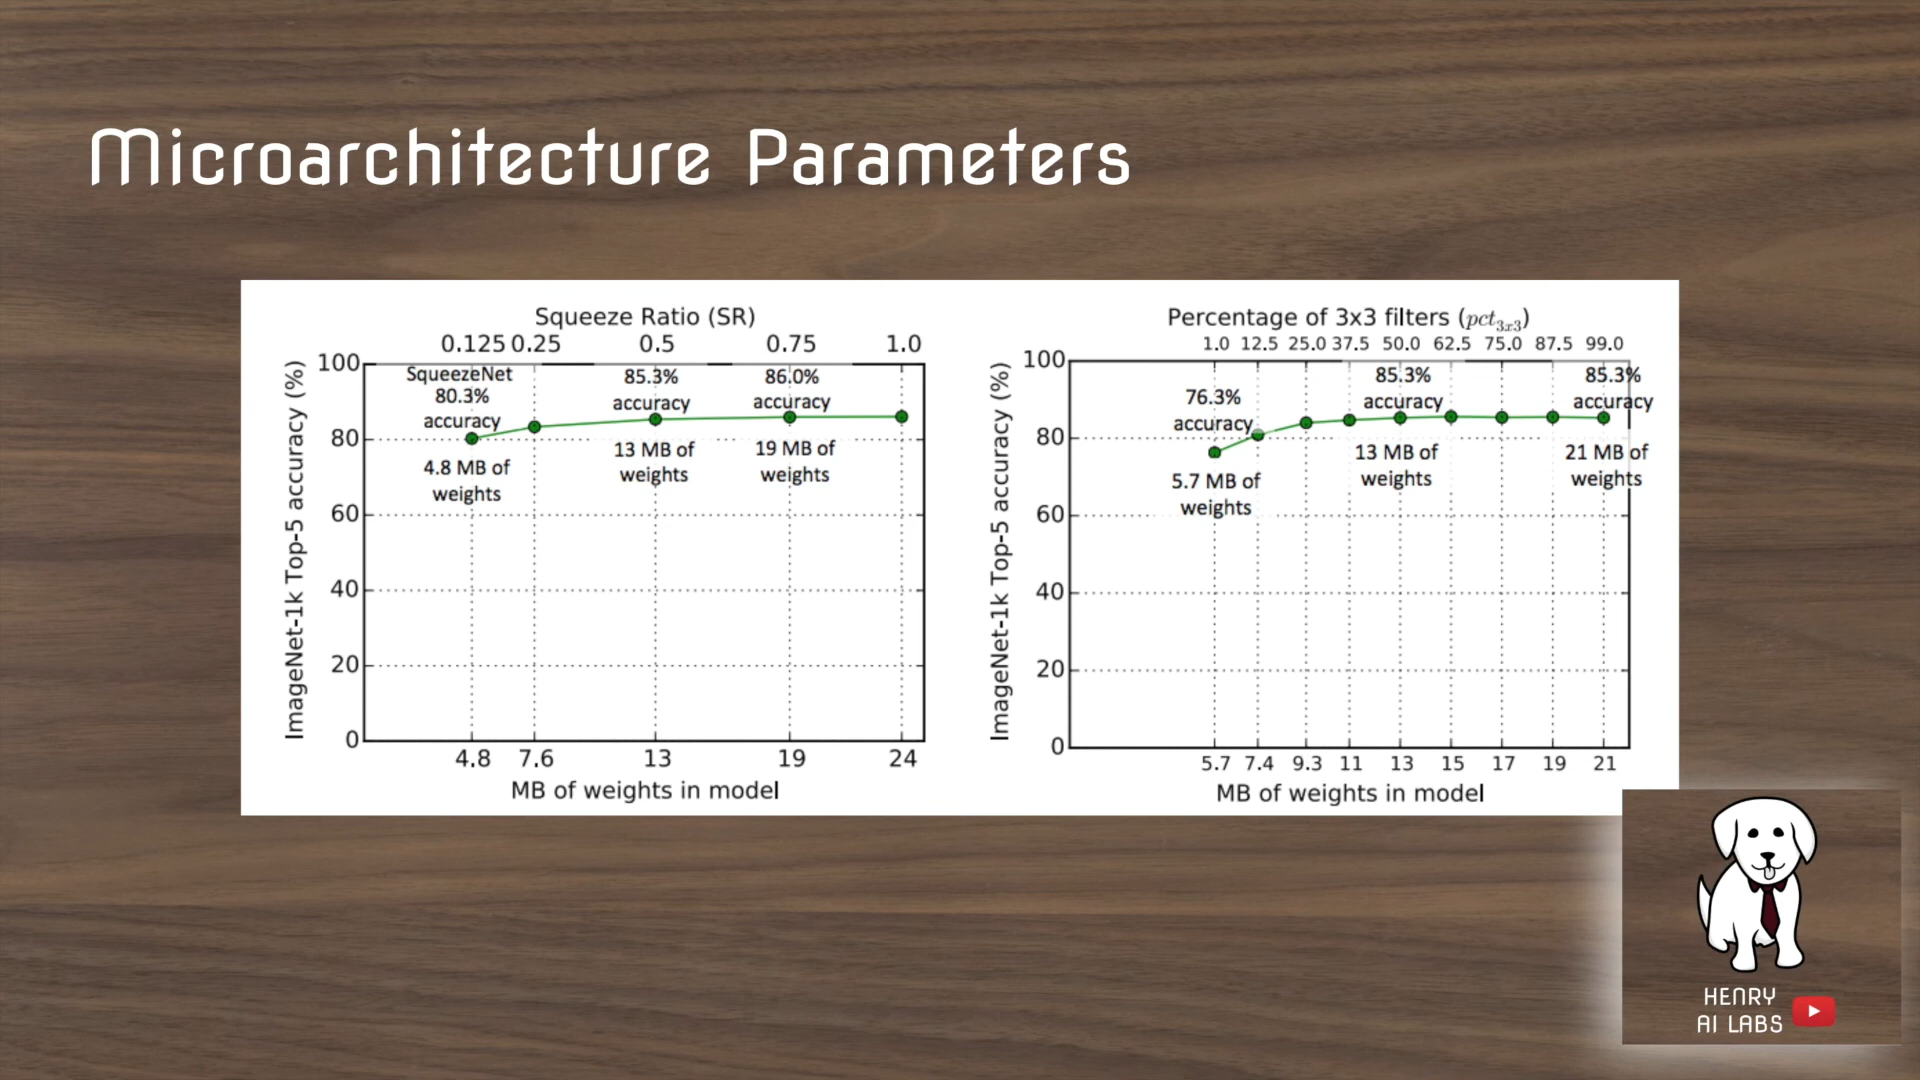 Microarchitecture Parameters
Squeeze Ratio (SR)
0.125 0.25 0.5 0.75 1.0
ImageNet-1k Top-5 accuracy (%)
100
80
60
40
20
0
SqueezeNet
80.3%
accuracy
4.8 MB of
weights
85.3%
accuracy
13 MB of
weights
86.0%
accuracy
19 MB of
weights
4.8 7.6 13 19 24
MB of weights in model
Percentage of 3x3 filters (pct3x3)
1.0 12.5 25.0 37.5 50.0 62.5 75.0 87.5 99.0
ImageNet-1k Top-5 accuracy (%)
100
80
60
40
20
0
76.3%
accuracy
5.7 MB of
weights
85.3%
accuracy
13 MB of
weights
85.3%
accuracy
21 MB of
weights
5.7 7.4 9.3 11 13 15 17 19 21
MB of weights in model
HENRY
AI LABS